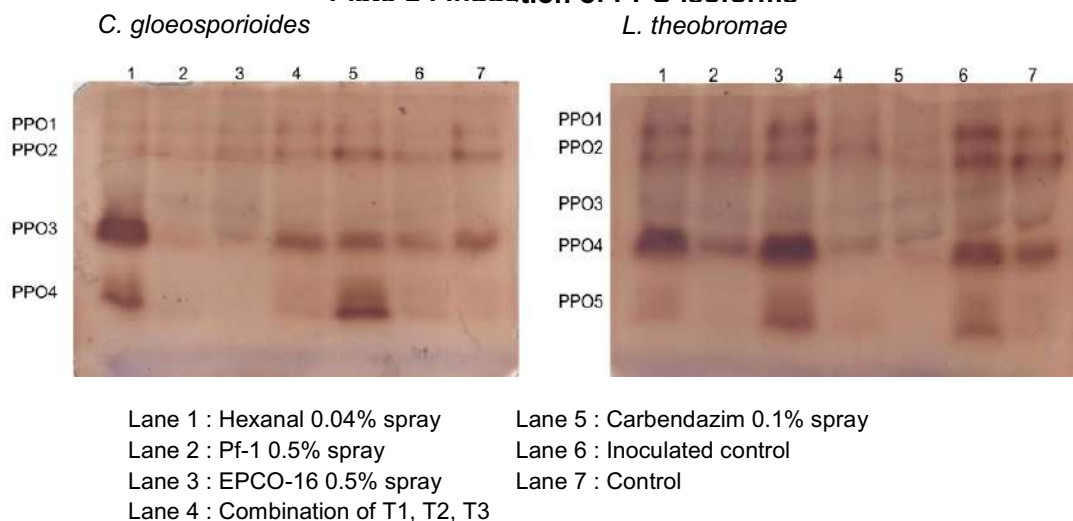 C. gloeosporioides
L. theobromae
1 2 3 4 5 6 7
PPO1
PPO2
PPO3
PPO4
1 2 3 4 5 6 7
PPO1
PPO2
PPO3
PPO4
PPO5
Lane 1 : Hexanal 0.04% spray
Lane 2 : Pf-1 0.5% spray
Lane 3 : EPCO-16 0.5% spray
Lane 4 : Combination of T1, T2, T3
Lane 5 : Carbendazim 0.1% spray
Lane 6 : Inoculated control
Lane 7 : Control